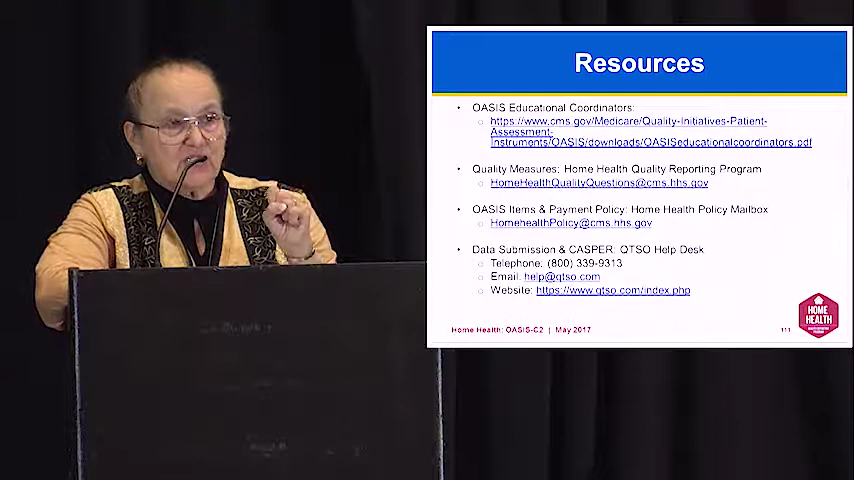 Resources
• OASIS Educational Coordinators:
○ https://www.cms.gov/Medicare/Quality-Initiatives-Patient-
Assessment-
Instruments/OASIS/downloads/OASISeducationalcoordinators.pdf
• Quality Measures: Home Health Quality Reporting Program
○ HomeHealthQualityQuestions@cms.hhs.gov
• OASIS Items & Payment Policy: Home Health Policy Mailbox
○ HomehealthPolicy@cms.hhs.gov
• Data Submission & CASPER: QTSO Help Desk
○ Telephone: (800) 339-9313
○ Email: help@qtso.com
○ Website: https://www.qtso.com/index.php
HOME
HEALTH
Home Health: OASIS-C2 | May 2017
111